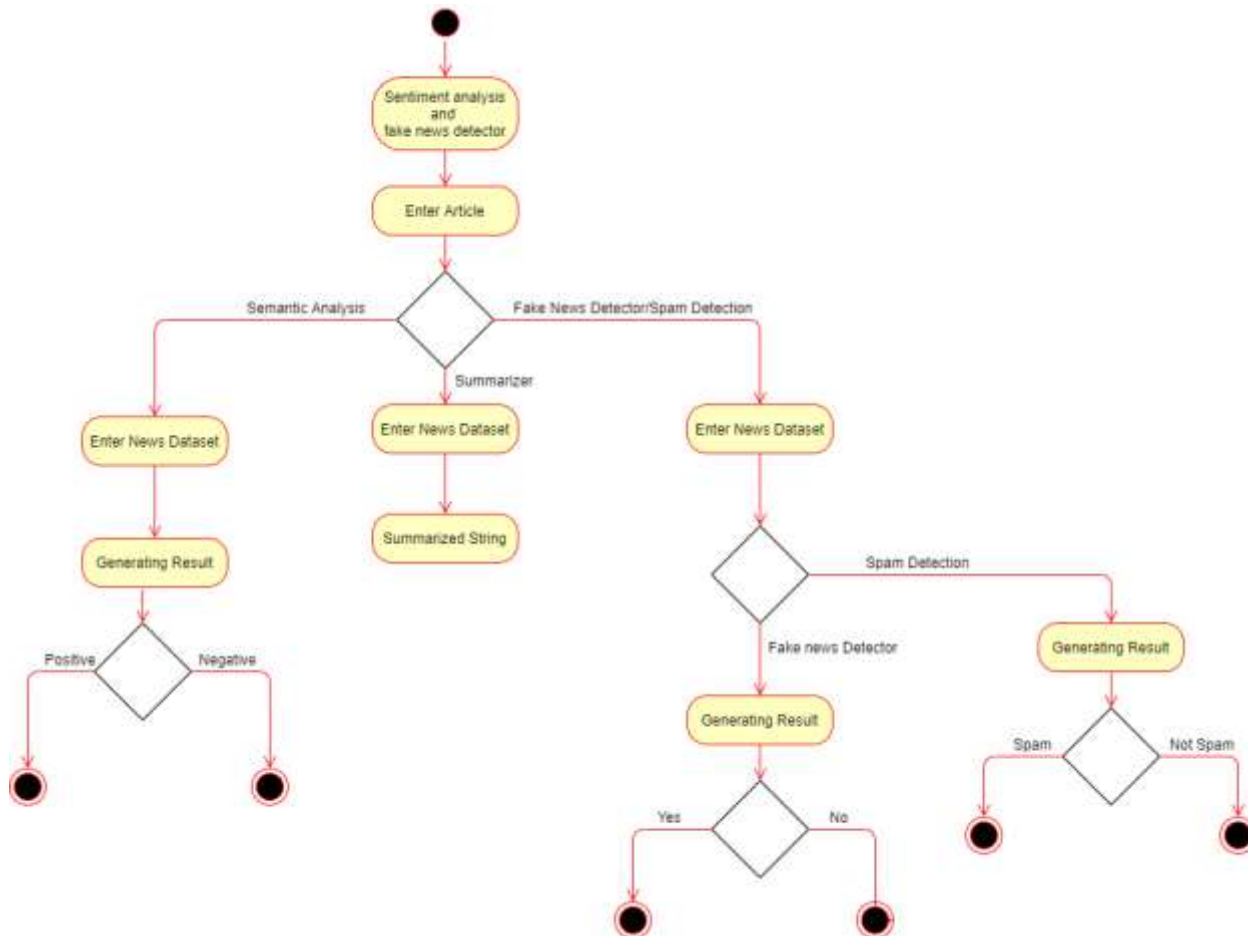 Sentiment analysis
and
fake news detector
Enter Article
Semantic Analysis
Fake News Detector/Spam Detection
Summarizer
Enter News Dataset
Enter News Dataset
Enter News Dataset
Summarized String
Generating Result
Spam Detection
Fake news Detector
Generating Result
Positive
Negative
Generating Result
Spam
Not Spam
Yes
No